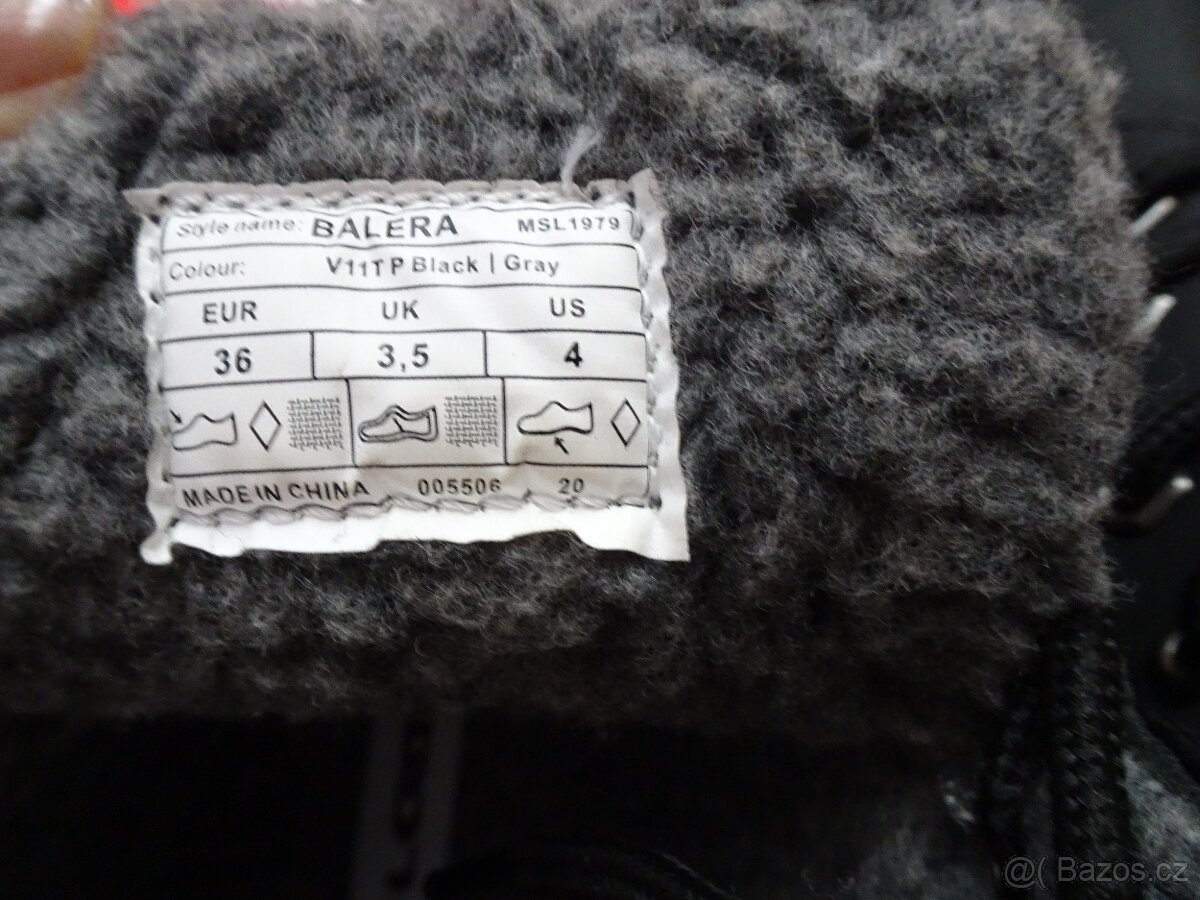 Style name: BALERA MSL1979
Colour: V11TP Black | Gray
EUR UK US
36 3,5 4
MADE IN CHINA 005506 20
@( Bazos.cz